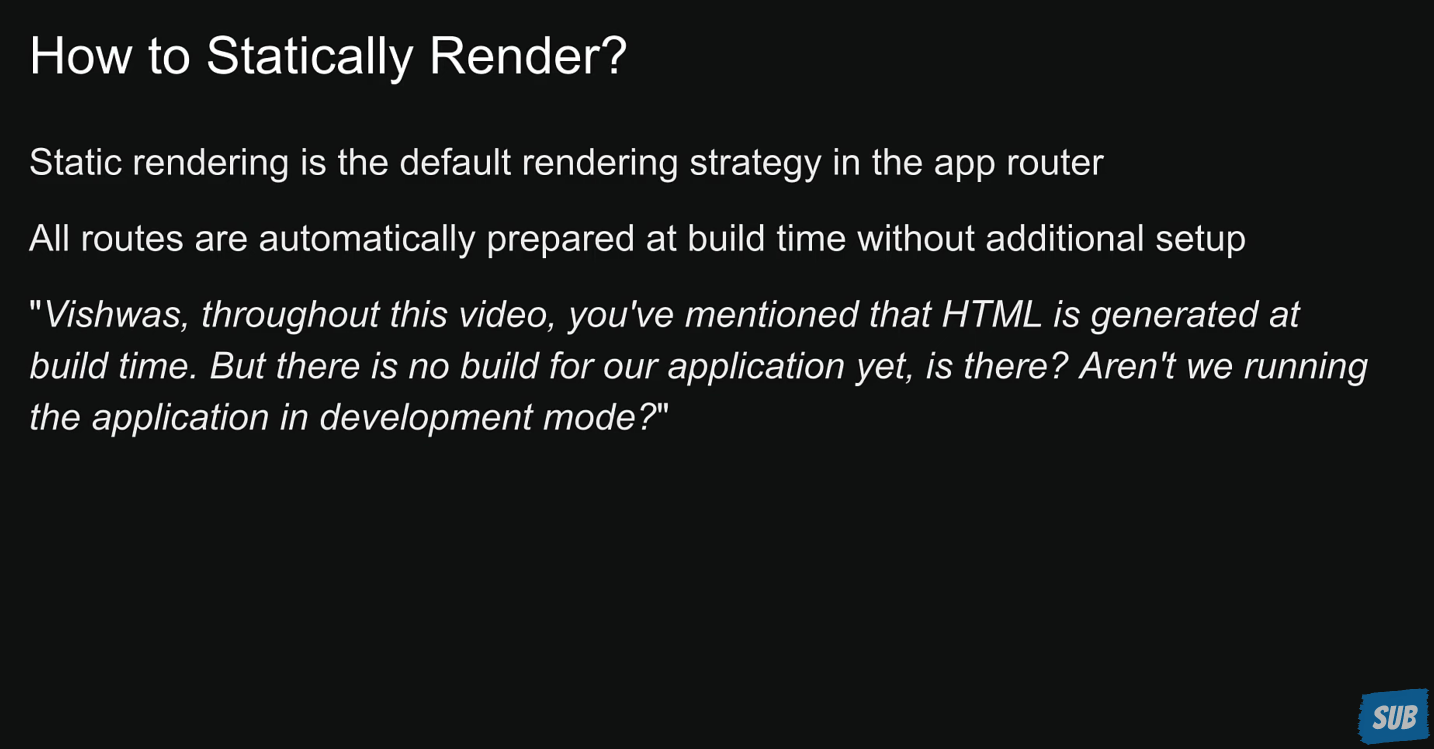 How to Statically Render?
Static rendering is the default rendering strategy in the app router
All routes are automatically prepared at build time without additional setup
"Vishwas, throughout this video, you've mentioned that HTML is generated at
build time. But there is no build for our application yet, is there? Aren't we running
the application in development mode?"
SUB